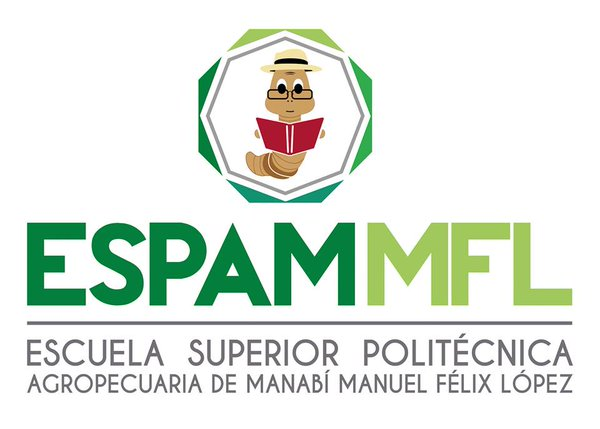 ESPAMMFL
ESCUELA SUPERIOR POLITÉCNICA
AGROPECUARIA DE MANABÍ MANUEL FÉLIX LÓPEZ